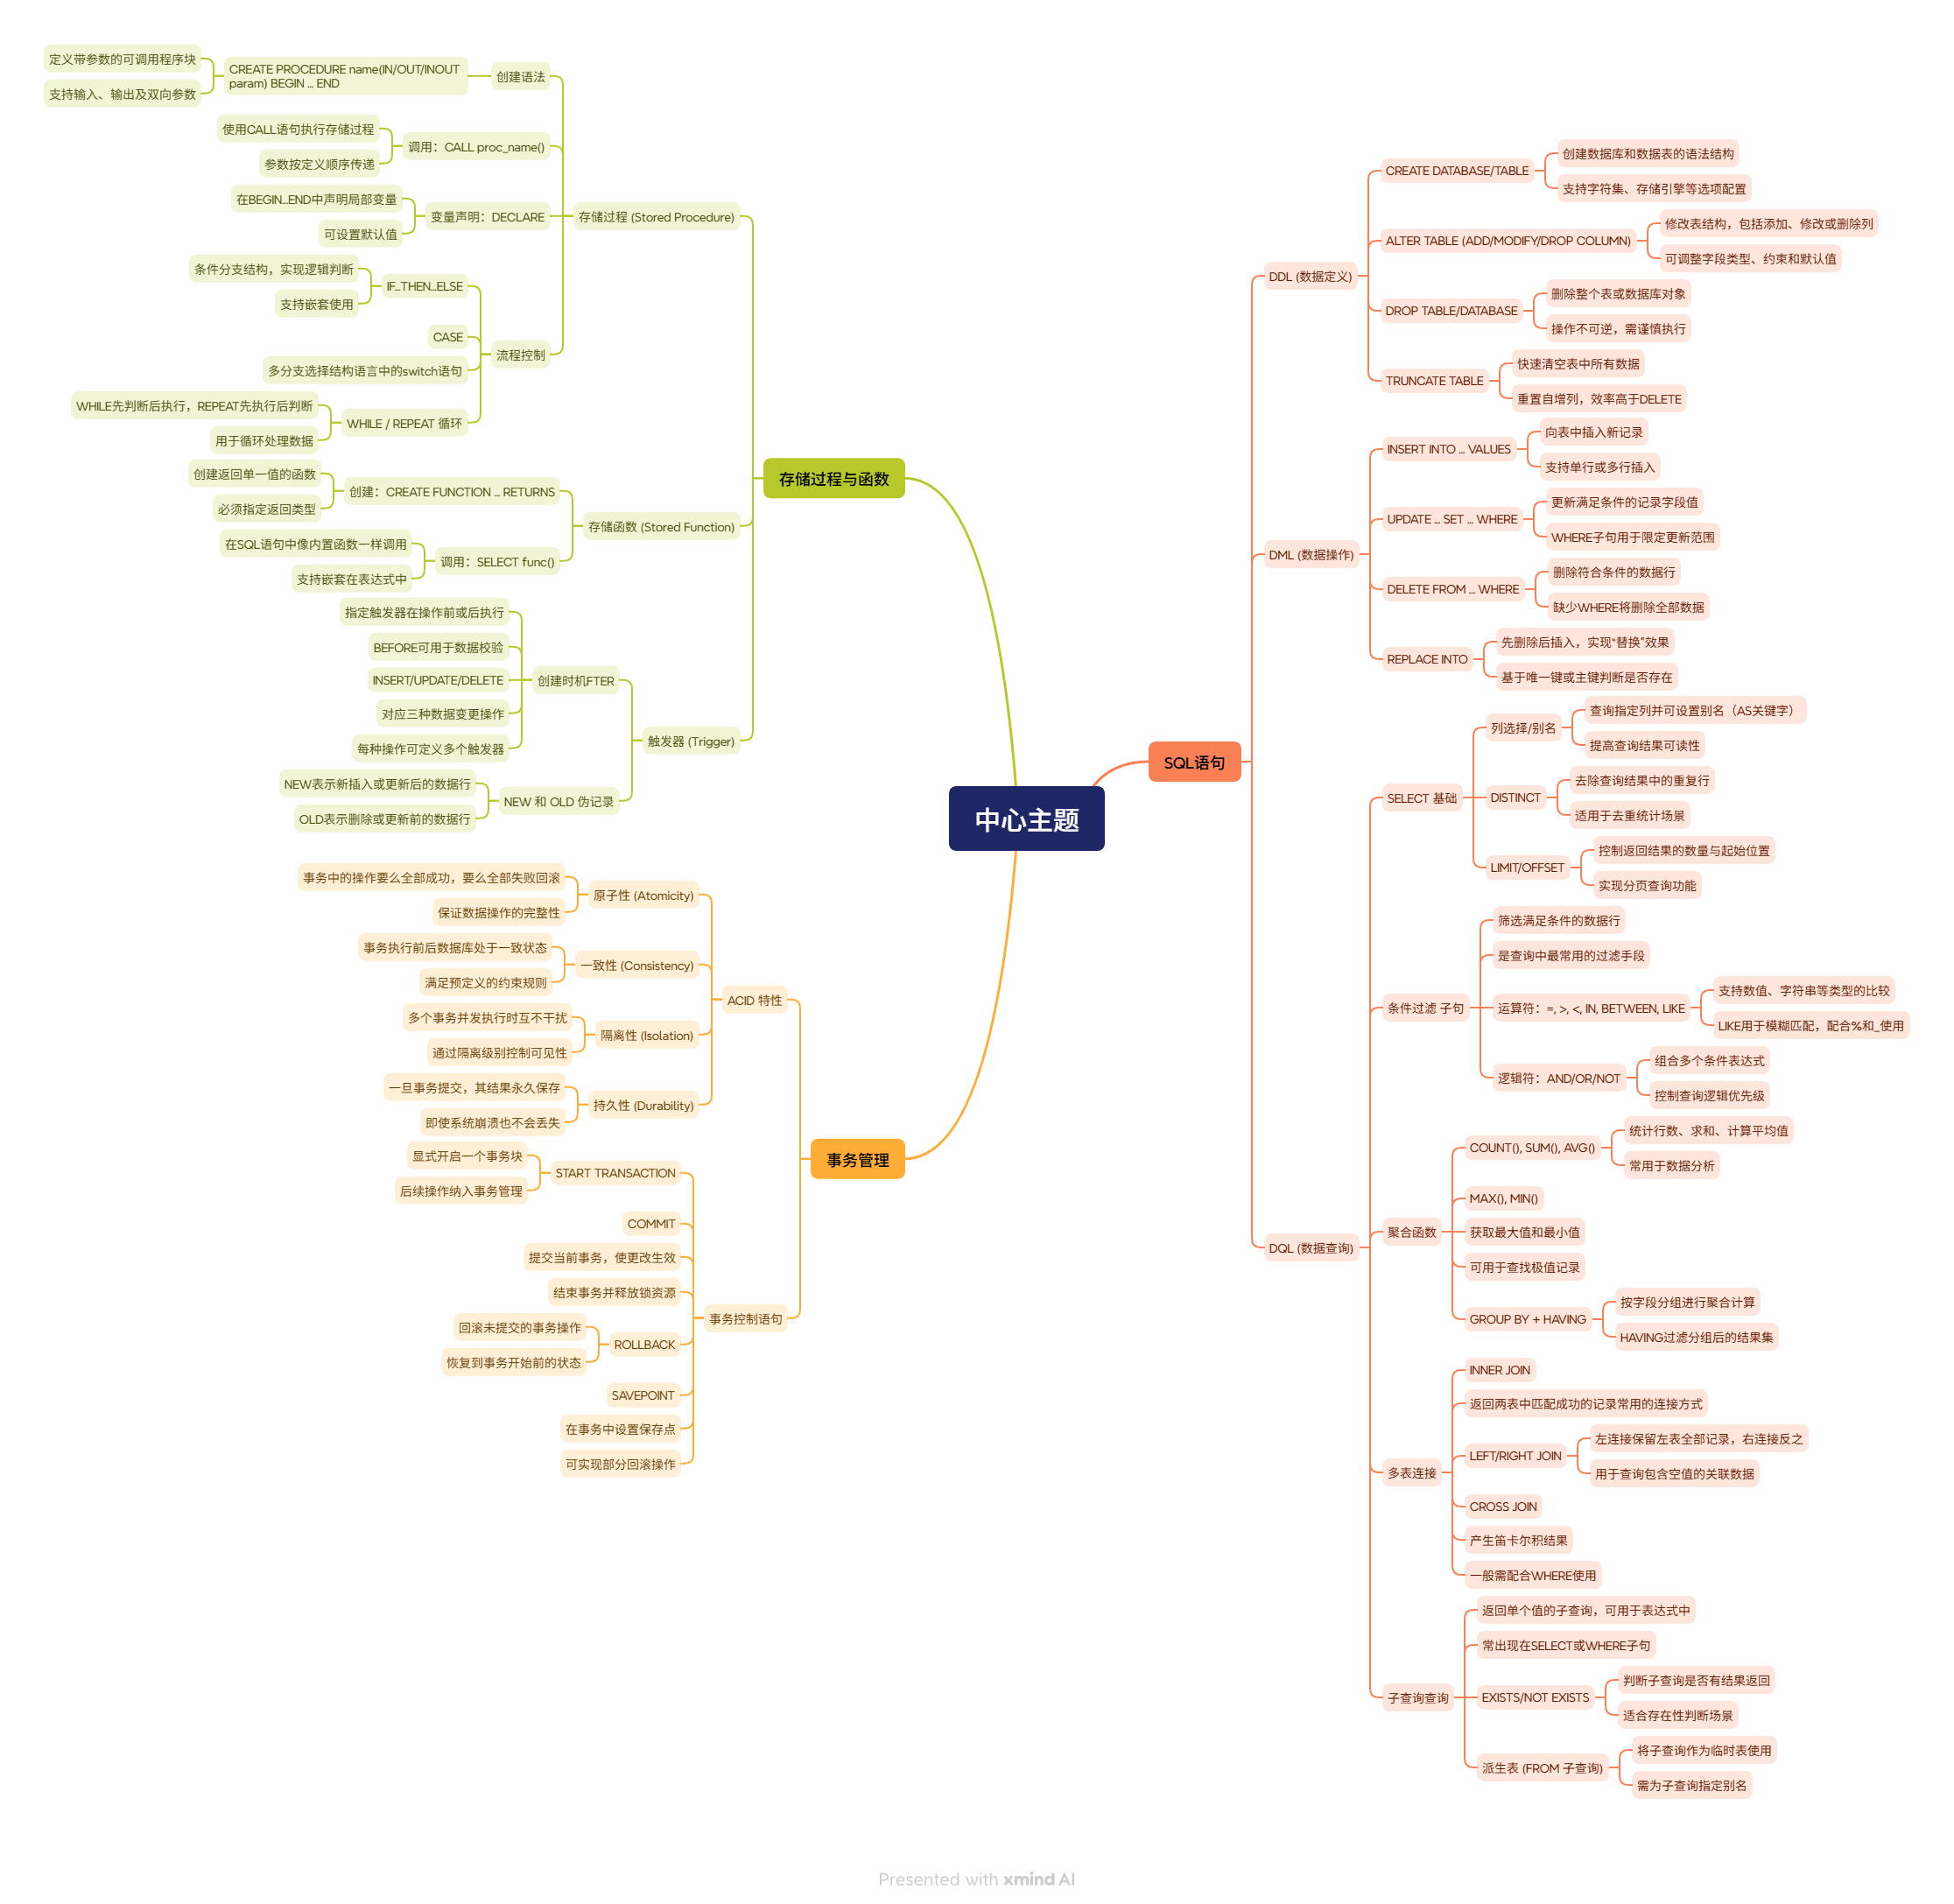 中心主题
SQL语句
DDL (数据定义)
CREATE DATABASE/TABLE
创建数据库和数据表的语法结构
支持字符集、存储引擎等选项配置
ALTER TABLE (ADD/MODIFY/DROP COLUMN)
修改表结构，包括添加、修改或删除列
可调整字段类型、约束和默认值
DROP TABLE/DATABASE
删除整个表或数据库对象
操作不可逆，需谨慎执行
TRUNCATE TABLE
快速清空表中所有数据
重置自增列，效率高于DELETE
DML (数据操作)
INSERT INTO ... VALUES
向表中插入新记录
支持单行或多行插入
UPDATE ... SET ... WHERE
更新满足条件的记录字段值
WHERE子句用于限定更新范围
DELETE FROM ... WHERE
删除符合条件的数据行
缺少WHERE将删除全部数据
REPLACE INTO
先删除后插入，实现“替换”效果
基于唯一键或主键判断是否存在
DQL (数据查询)
SELECT 基础
列选择/别名
查询指定列并可设置别名（AS关键字）
提高查询结果可读性
DISTINCT
去除查询结果中的重复行
适用于去重统计场景
LIMIT/OFFSET
控制返回结果的数量与起始位置
实现分页查询功能
条件过滤 子句
筛选满足条件的数据行
是查询中最常用的过滤手段
运算符：=, >, <, IN, BETWEEN, LIKE
支持数值、字符串等类型的比较
LIKE用于模糊匹配，配合%和_使用
逻辑符：AND/OR/NOT
组合多个条件表达式
控制查询逻辑优先级
聚合函数
COUNT(), SUM(), AVG()
统计行数、求和、计算平均值
常用于数据分析
MAX(), MIN()
获取最大值和最小值
可用于查找极值记录
GROUP BY + HAVING
按字段分组进行聚合计算
HAVING过滤分组后的结果集
多表连接
INNER JOIN
返回两表中匹配成功的记录常用的连接方式
LEFT/RIGHT JOIN
左连接保留左表全部记录，右连接反之
用于查询包含空值的关联数据
CROSS JOIN
产生笛卡尔积结果
一般需配合WHERE使用
子查询查询
返回单个值的子查询，可用于表达式中
常出现在SELECT或WHERE子句
EXISTS/NOT EXISTS
判断子查询是否有结果返回
适合存在性判断场景
派生表 (FROM 子查询)
将子查询作为临时表使用
需为子查询指定别名
存储过程与函数
存储过程 (Stored Procedure)
创建语法
CREATE PROCEDURE name(IN/OUT/INOUT
param) BEGIN ... END
定义带参数的可调用程序块
支持输入、输出及双向参数
调用：CALL proc_name()
使用CALL语句执行存储过程
参数按定义顺序传递
变量声明：DECLARE
在BEGIN...END中声明局部变量
可设置默认值
流程控制
IF...THEN...ELSE
条件分支结构，实现逻辑判断
支持嵌套使用
CASE
多分支选择结构语言中的switch语句
WHILE / REPEAT 循环
WHILE先判断后执行，REPEAT先执行后判断
用于循环处理数据
存储函数 (Stored Function)
创建：CREATE FUNCTION ... RETURNS
创建返回单一值的函数
必须指定返回类型
调用：SELECT func()
在SQL语句中像内置函数一样调用
支持嵌套在表达式中
触发器 (Trigger)
创建时机FTER
指定触发器在操作前或后执行
BEFORE可用于数据校验
INSERT/UPDATE/DELETE
对应三种数据变更操作
每种操作可定义多个触发器
NEW 和 OLD 伪记录
NEW表示新插入或更新后的数据行
OLD表示删除或更新前的数据行
事务管理
ACID 特性
原子性 (Atomicity)
事务中的操作要么全部成功，要么全部失败回滚
保证数据操作的完整性
一致性 (Consistency)
事务执行前后数据库处于一致状态
满足预定义的约束规则
隔离性 (Isolation)
多个事务并发执行时互不干扰
通过隔离级别控制可见性
持久性 (Durability)
一旦事务提交，其结果永久保存
即使系统崩溃也不会丢失
事务控制语句
START TRANSACTION
显式开启一个事务块
后续操作纳入事务管理
COMMIT
提交当前事务，使更改生效
结束事务并释放锁资源
ROLLBACK
回滚未提交的事务操作
恢复到事务开始前的状态
SAVEPOINT
在事务中设置保存点
可实现部分回滚操作
Presented with xmind AI